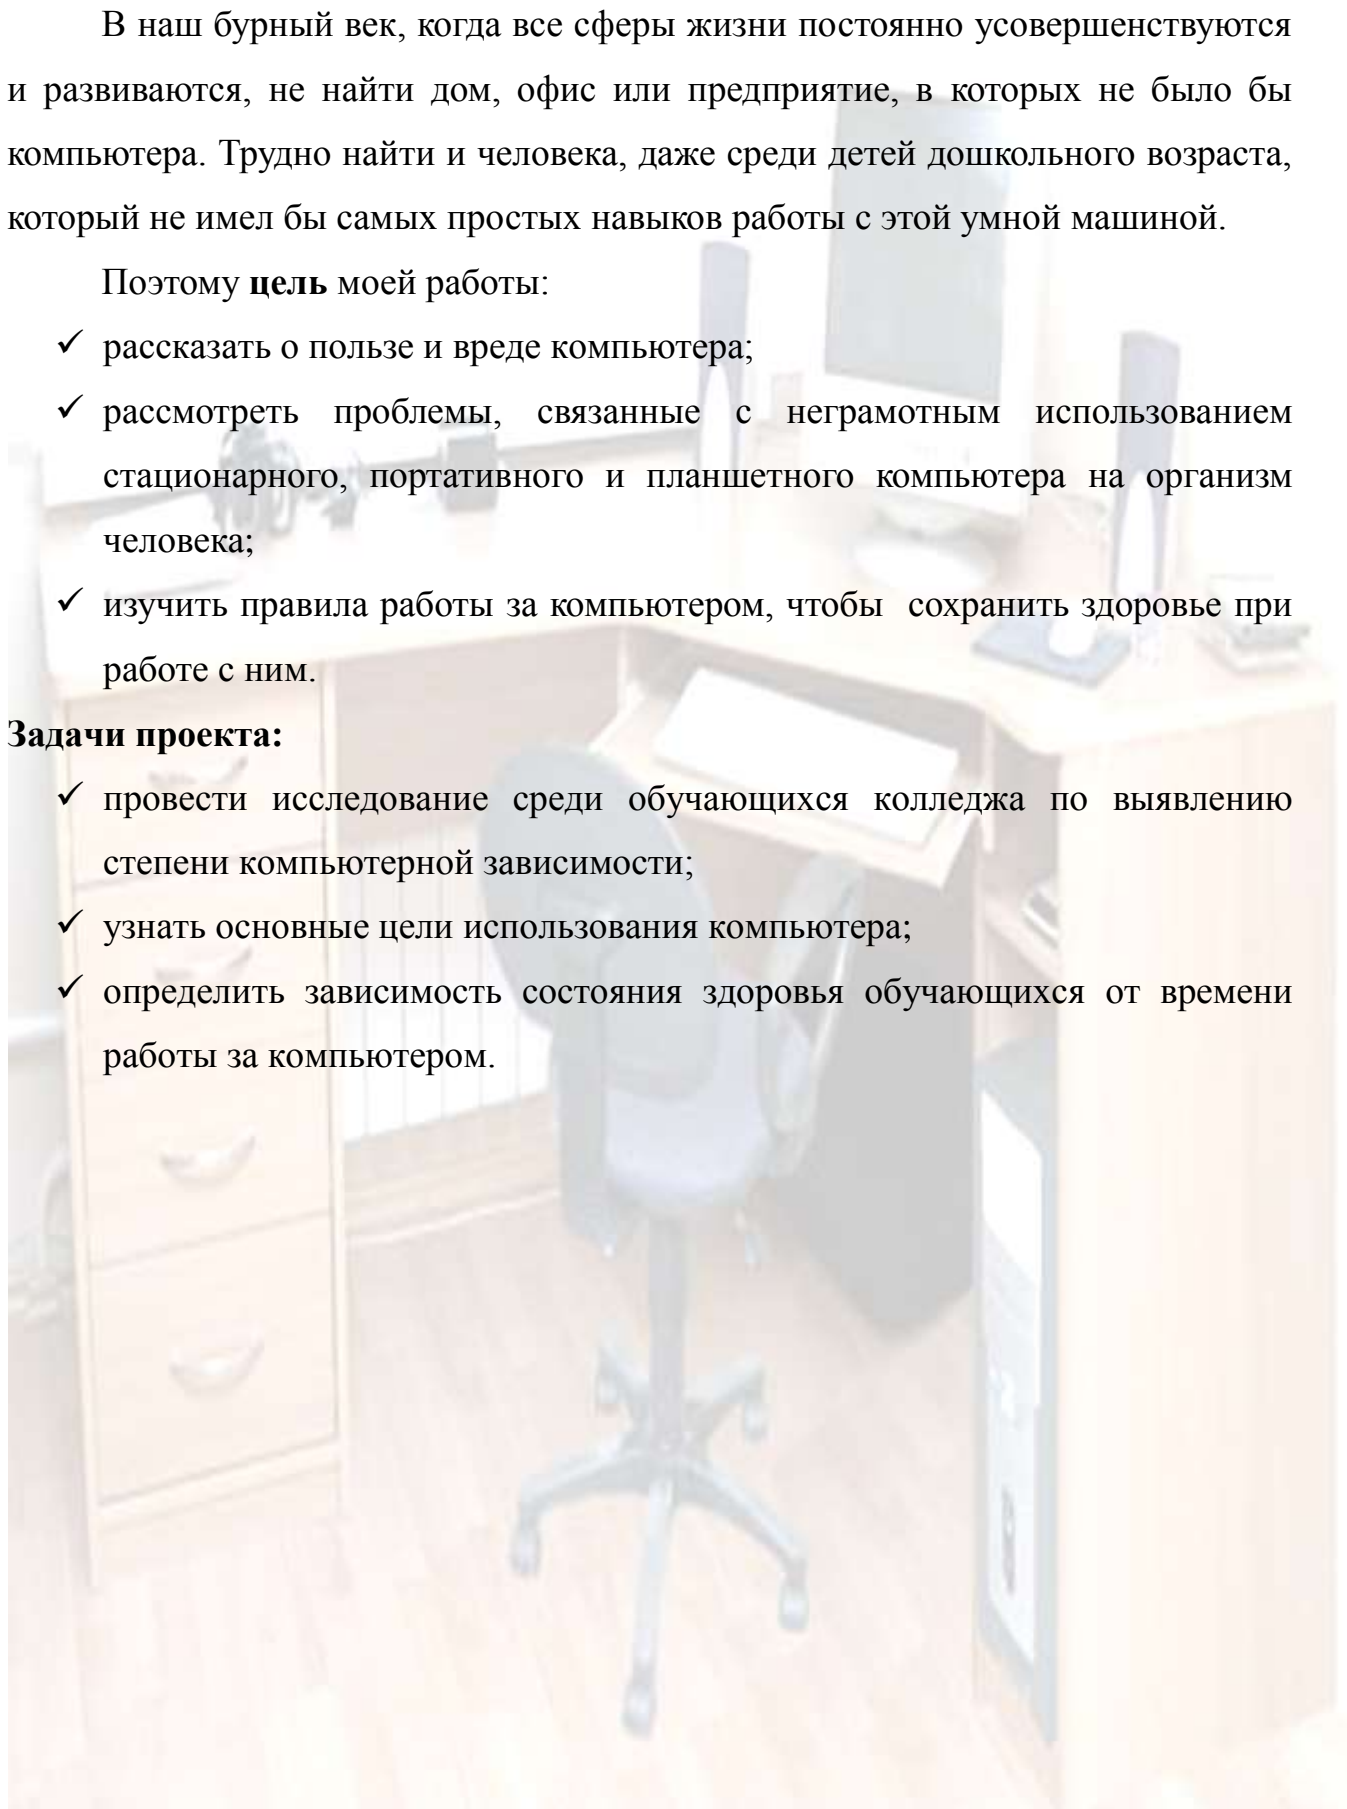 В наш бурный век, когда все сферы жизни постоянно усовершенствуются
и развиваются, не найти дом, офис или предприятие, в которых не было бы
компьютера. Трудно найти и человека, даже среди детей дошкольного возраста,
который не имел бы самых простых навыков работы с этой умной машиной.
Поэтому цель моей работы:
✓ рассказать о пользе и вреде компьютера;
✓ рассмотреть проблемы, связанные с неграмотным использованием
стационарного, портативного и планшетного компьютера на организм
человека;
✓ изучить правила работы за компьютером, чтобы  сохранить здоровье при
работе с ним.
Задачи проекта:
✓ провести исследование среди обучающихся колледжа по выявлению
степени компьютерной зависимости;
✓ узнать основные цели использования компьютера;
✓ определить зависимость состояния здоровья обучающихся от времени
работы за компьютером.